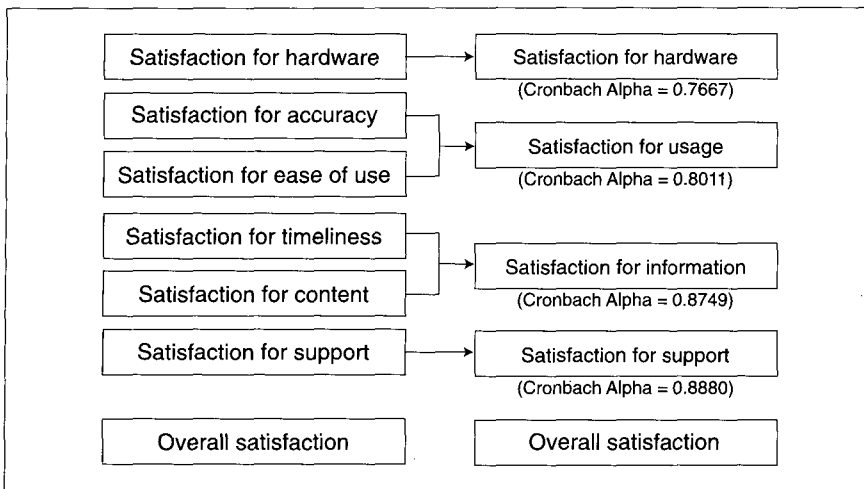 Satisfaction for hardware
Satisfaction for hardware
(Cronbach Alpha = 0.7667)
Satisfaction for accuracy
Satisfaction for usage
(Cronbach Alpha = 0.8011)
Satisfaction for ease of use
Satisfaction for timeliness
Satisfaction for information
(Cronbach Alpha = 0.8749)
Satisfaction for content
Satisfaction for support
Satisfaction for support
(Cronbach Alpha = 0.8880)
Overall satisfaction
Overall satisfaction